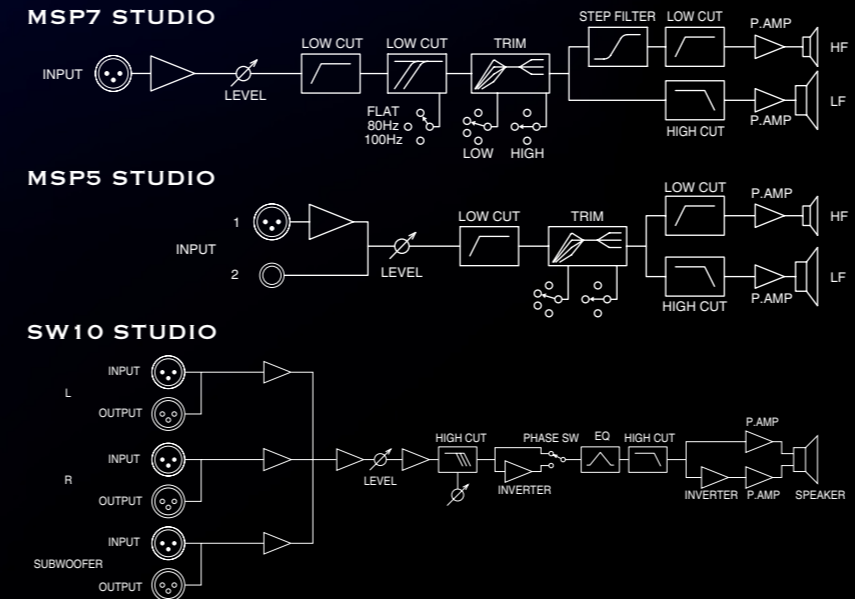 MSP7 STUDIO
STEP FILTER LOW CUT P.AMP
LOW CUT LOW CUT TRIM
HF
INPUT
LEVEL
FLAT
80Hz
100Hz
LOW HIGH
HIGH CUT
P.AMP
LF
MSP5 STUDIO
LOW CUT P.AMP
1
LOW CUT TRIM
HF
INPUT
2
LEVEL
HIGH CUT
P.AMP
LF
SW10 STUDIO
INPUT
L
OUTPUT
INPUT
R
OUTPUT
INPUT
SUBWOOFER
OUTPUT
LEVEL
HIGH CUT
PHASE SW
INVERTER
EQ
HIGH CUT
P.AMP
INVERTER P.AMP SPEAKER